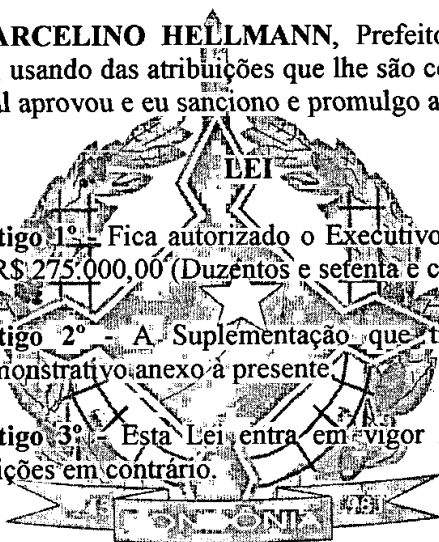 ARCELINO HELLMANN, Prefeito
usando das atribuições que lhe são co
al aprovou e eu sanciono e promulgo a
LEI
tigo 1º - Fica autorizado o Executivo
R$ 275.000,00 (Duzentos e setenta e c
tigo 2º - A Suplementação que t
monstrativo anexo à presente.
tigo 3º - Esta Lei entra em vigor
ições em contrário.
RONDÔNIA